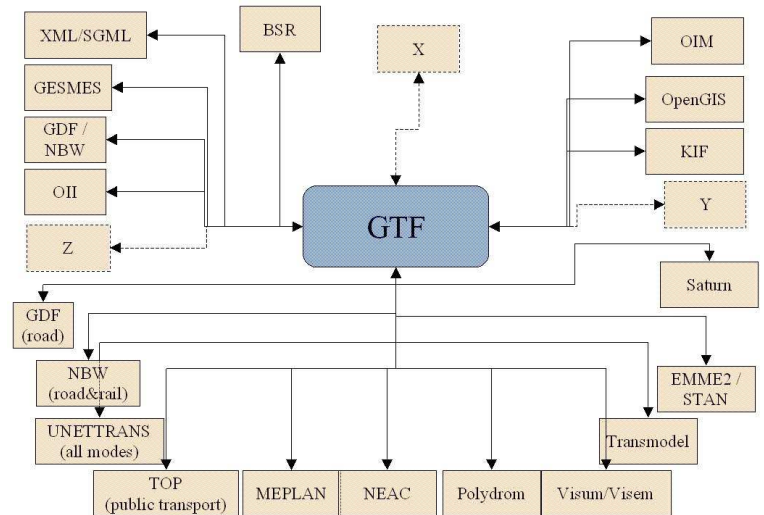 XML/SGML
BSR
X
OIM
GESMES
OpenGIS
GDF /
NBW
KIF
OII
Y
GTF
Z
Saturn
GDF
(road)
NBW
(road&rail)
EMME2 /
STAN
UNETTRANS
(all modes)
Transmodel
TOP
(public transport)
MEPLAN
NEAC
Polydrom
Visum/Visem